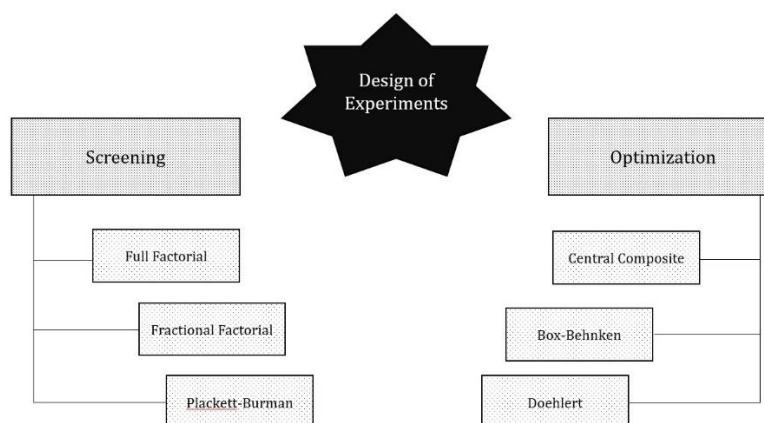 Design of
Experiments
Screening
Optimization
Full Factorial
Central Composite
Fractional Factorial
Box-Behnken
Plackett-Burman
Doehlert